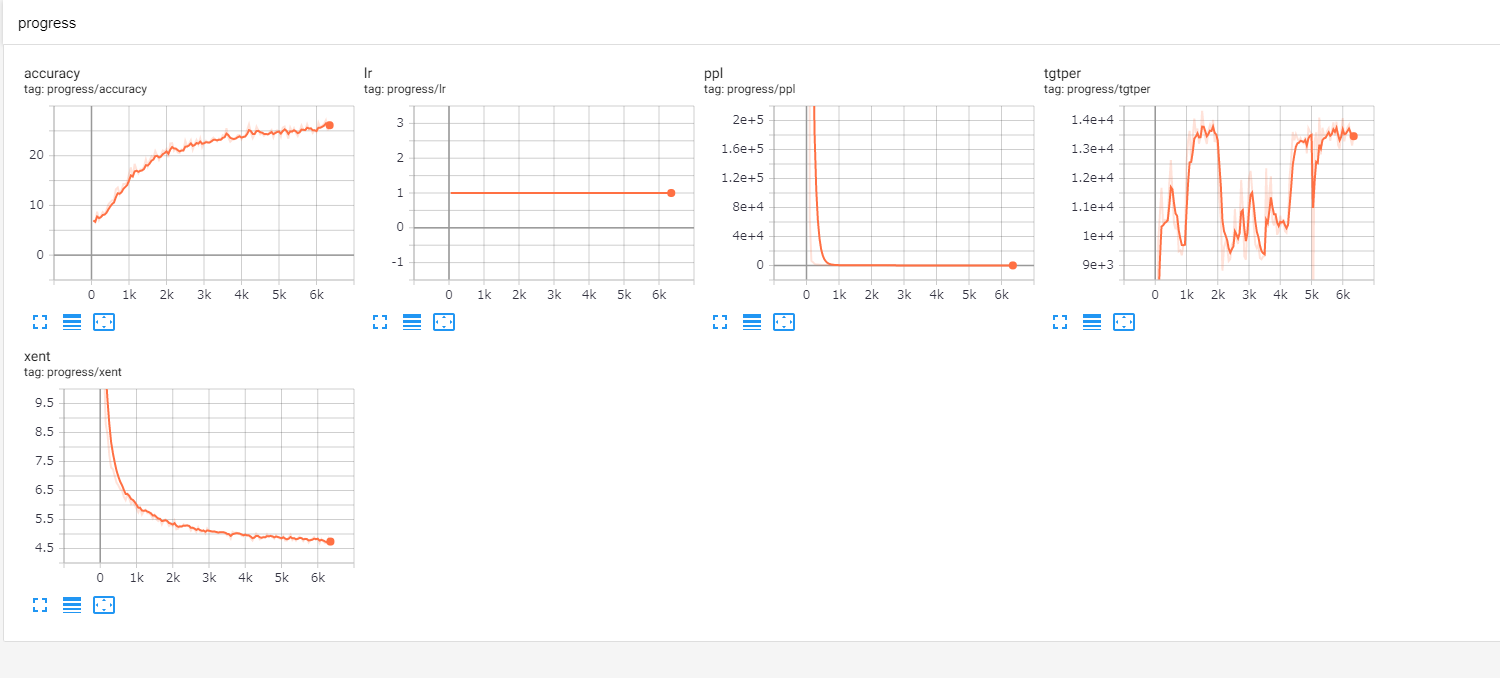 progress
accuracy
tag: progress/accuracy
20
10
0
0 1k 2k 3k 4k 5k 6k
lr
tag: progress/lr
3
2
1
0
-1
0 1k 2k 3k 4k 5k 6k
ppl
tag: progress/ppl
2e+5
1.6e+5
1.2e+5
8e+4
4e+4
0
0 1k 2k 3k 4k 5k 6k
tgtper
tag: progress/tgtper
1.4e+4
1.3e+4
1.2e+4
1.1e+4
1e+4
9e+3
0 1k 2k 3k 4k 5k 6k
xent
tag: progress/xent
9.5
8.5
7.5
6.5
5.5
4.5
0 1k 2k 3k 4k 5k 6k